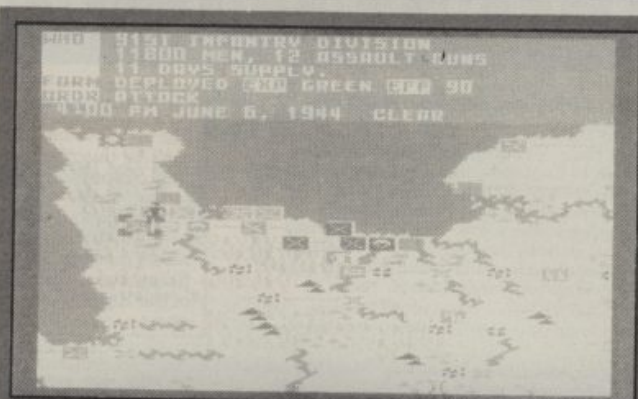 WHO 91ST INFANTRY DIVISION
11800 MEN, 12 ASSAULT GUNS
11 DAYS SUPPLY.
FORM DEPLOYED EXP GREEN EFF 90
ORDR ATTACK
4:00 PM JUNE 6, 1944 CLEAR